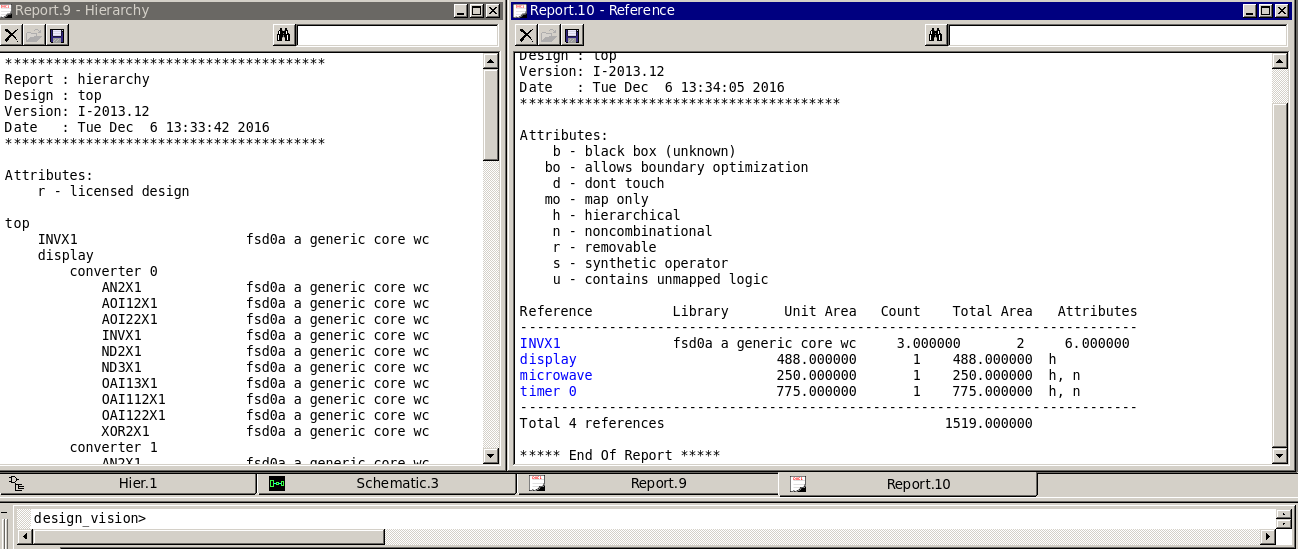 Report.9 - Hierarchy
****************************************
Report : hierarchy
Design : top
Version: I-2013.12
Date   : Tue Dec  6 13:33:42 2016
****************************************
Attributes:
    r - licensed design
top
    INVX1                     fsd0a a generic core wc
    display
        converter 0
            AN2X1             fsd0a a generic core wc
            AOI12X1           fsd0a a generic core wc
            AOI22X1           fsd0a a generic core wc
            INVX1             fsd0a a generic core wc
            ND2X1             fsd0a a generic core wc
            ND3X1             fsd0a a generic core wc
            OAI13X1           fsd0a a generic core wc
            OAI112X1          fsd0a a generic core wc
            OAI122X1          fsd0a a generic core wc
            XOR2X1            fsd0a a generic core wc
        converter 1
            AN2X1             fsd0a a generic core wc
Report.10 - Reference
Design : top
Version: I-2013.12
Date   : Tue Dec  6 13:34:05 2016
****************************************
Attributes:
    b - black box (unknown)
   bo - allows boundary optimization
    d - dont touch
   mo - map only
    h - hierarchical
    n - noncombinational
    r - removable
    s - synthetic operator
    u - contains unmapped logic
Reference          Library       Unit Area   Count    Total Area   Attributes
-----------------------------------------------------------------------------
INVX1              fsd0a a generic core wc     3.000000       2     6.000000
display                         488.000000       1    488.000000  h
microwave                       250.000000       1    250.000000  h, n
timer 0                         775.000000       1    775.000000  h, n
-----------------------------------------------------------------------------
Total 4 references                                   1519.000000
***** End Of Report *****
Hier.1
Schematic.3
Report.9
Report.10
design_vision>